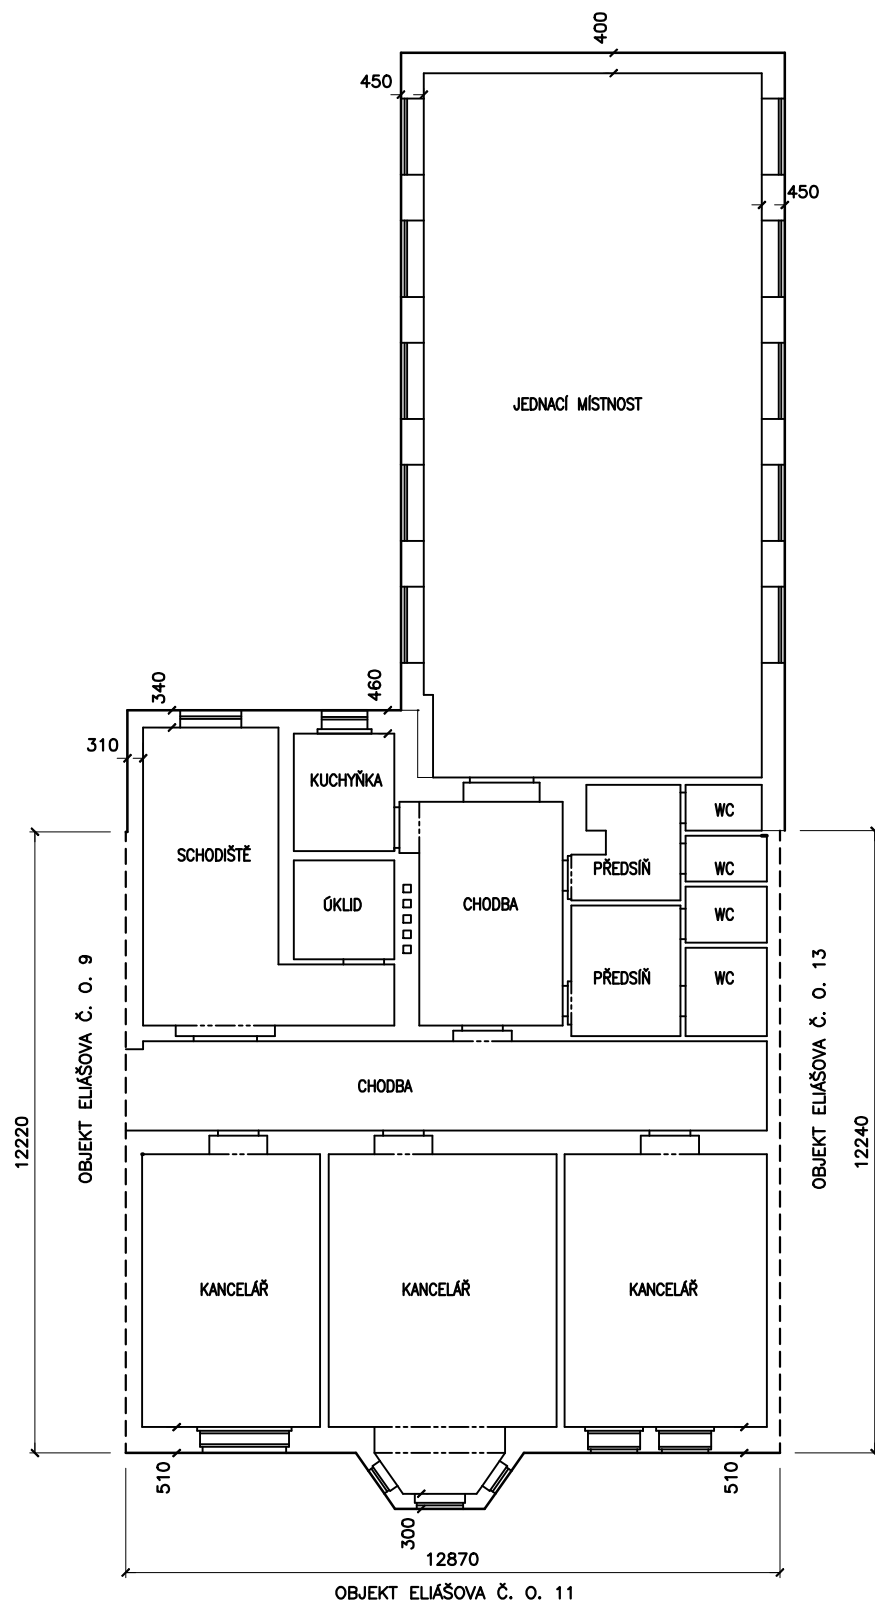 400
450
450
JEDNACÍ MÍSTNOST
340
460
310
KUCHYŇKA
WC
SCHODIŠTĚ
PŘEDSÍŇ
WC
ÚKLID
CHODBA
WC
PŘEDSÍŇ
WC
OBJEKT ELIÁŠOVA Č. O. 9
OBJEKT ELIÁŠOVA Č. O. 13
12220
12240
CHODBA
KANCELÁŘ
KANCELÁŘ
KANCELÁŘ
510
510
300
12870
OBJEKT ELIÁŠOVA Č. O. 11